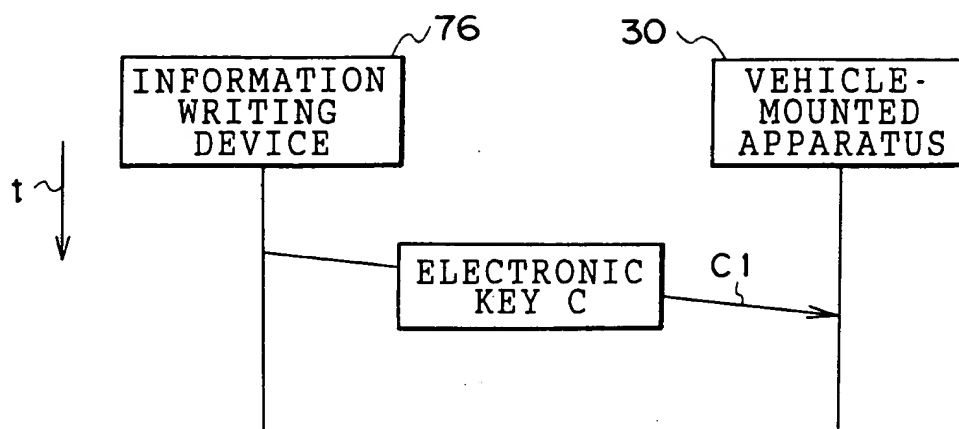 76
30
INFORMATION
WRITING
DEVICE
VEHICLE-
MOUNTED
APPARATUS
t
ELECTRONIC
KEY C
C1